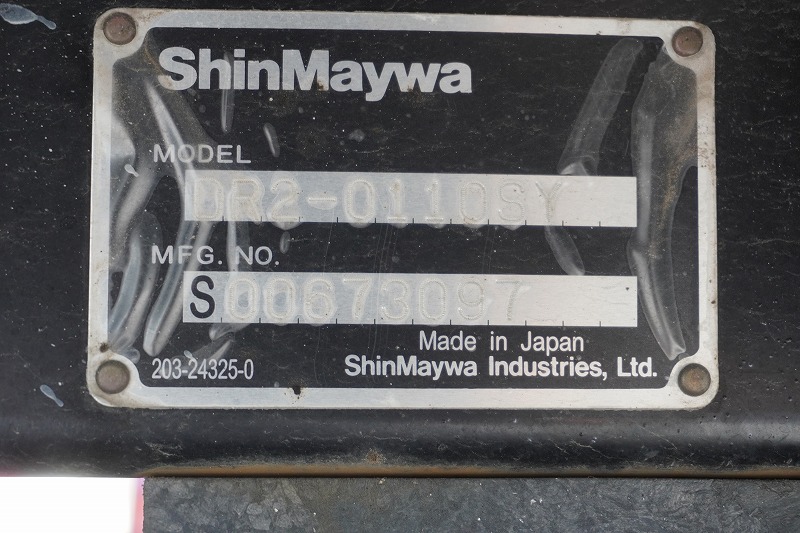 ShinMaywa
MODEL
DR2-0110SY
MFG. NO.
S00673097
Made in Japan
203-24325-0
ShinMaywa Industries, Ltd.